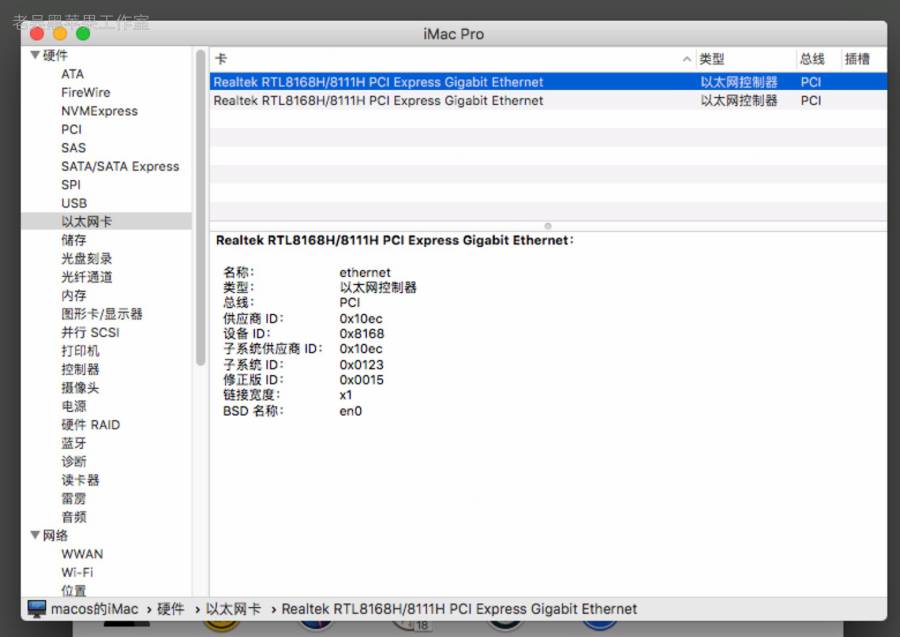 老吴黑苹果工作室
iMac Pro
硬件
ATA
FireWire
NVMExpress
PCI
SAS
SATA/SATA Express
SPI
USB
以太网卡
储存
光盘刻录
光纤通道
内存
图形卡/显示器
并行 SCSI
打印机
控制器
摄像头
电源
硬件 RAID
蓝牙
诊断
读卡器
雷雳
音频
网络
WWAN
Wi-Fi
位置
卡 类型 总线 插槽
Realtek RTL8168H/8111H PCI Express Gigabit Ethernet 以太网控制器 PCI
Realtek RTL8168H/8111H PCI Express Gigabit Ethernet 以太网控制器 PCI
Realtek RTL8168H/8111H PCI Express Gigabit Ethernet:
名称: ethernet
类型: 以太网控制器
总线: PCI
供应商 ID: 0x10ec
设备 ID: 0x8168
子系统供应商 ID: 0x10ec
子系统 ID: 0x0123
修正版 ID: 0x0015
链接宽度: x1
BSD 名称: en0
macos的iMac › 硬件 › 以太网卡 › Realtek RTL8168H/8111H PCI Express Gigabit Ethernet
18